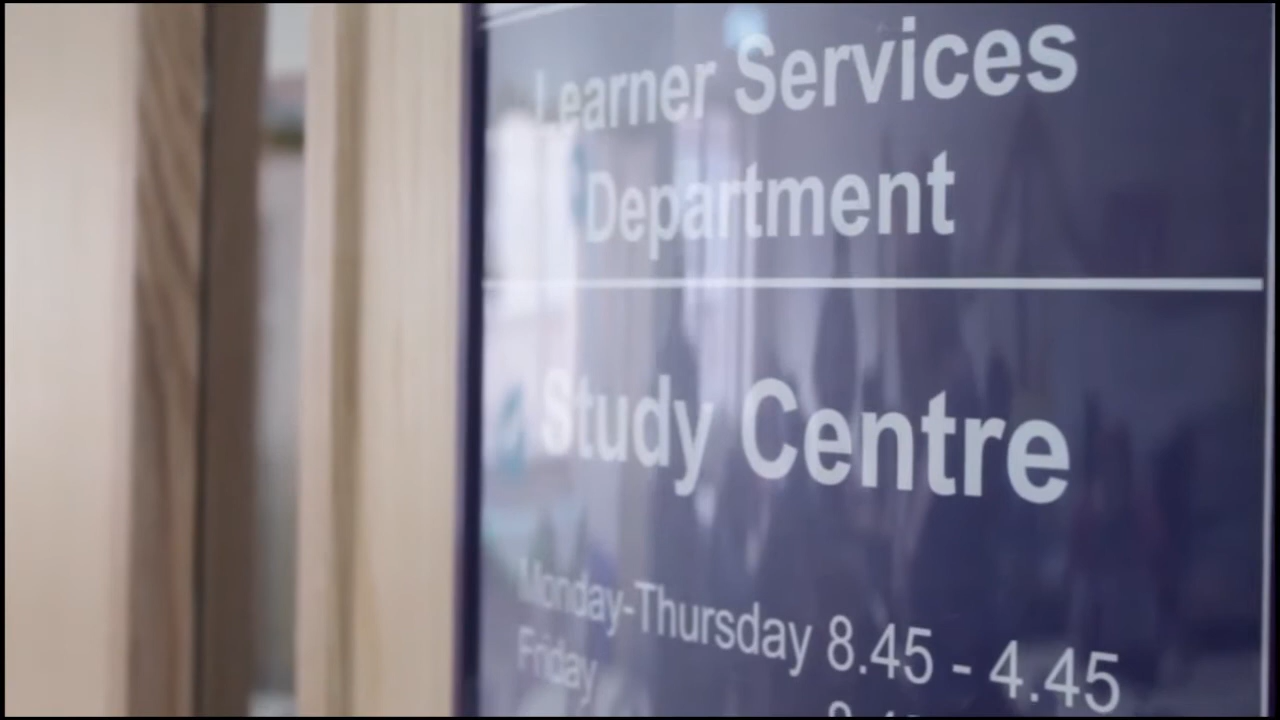 Learner Services
Department
Study Centre
Monday-Thursday 8.45 - 4.45
Friday